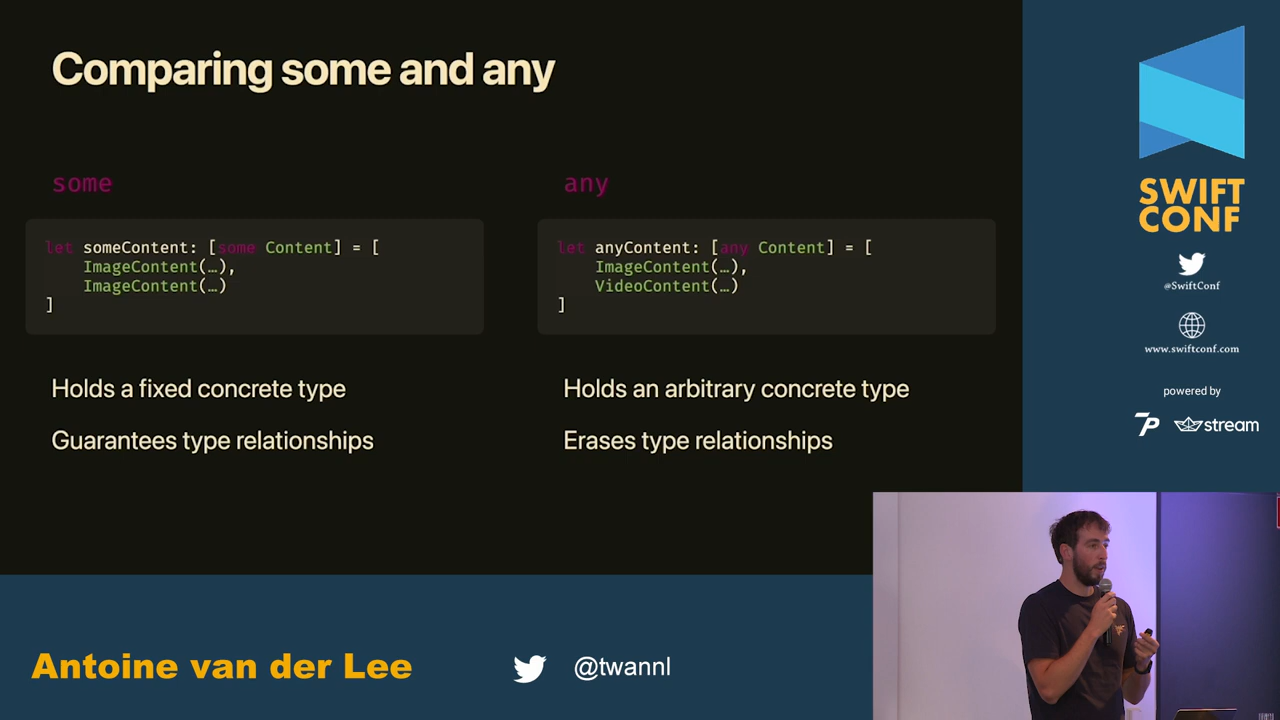 Comparing some and any
some
let someContent: [some Content] = [
ImageContent(…),
ImageContent(…)
]
Holds a fixed concrete type
Guarantees type relationships
any
let anyContent: [any Content] = [
ImageContent(…),
VideoContent(…)
]
Holds an arbitrary concrete type
Erases type relationships
SWIFT
CONF
@SwiftConf
www.swiftconf.com
powered by
7P stream
Antoine van der Lee
@twannl